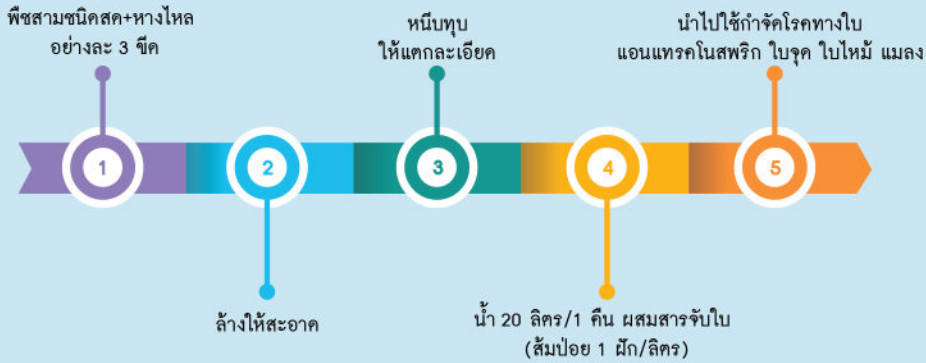 พืชสามชนิดสด+หางไหล
อย่างละ 3 ขีด
1
ล้างให้สะอาด
2
หนีบทุบ
ให้แตกละเอียด
3
น้ำ 20 ลิตร/1 คืน ผสมสารจับใบ
(ส้มป่อย 1 ฝัก/ลิตร)
4
นำไปใช้กำจัดโรคทางใบ
แอนแทรคโนสพริก ใบจุด ใบไหม้ แมลง
5